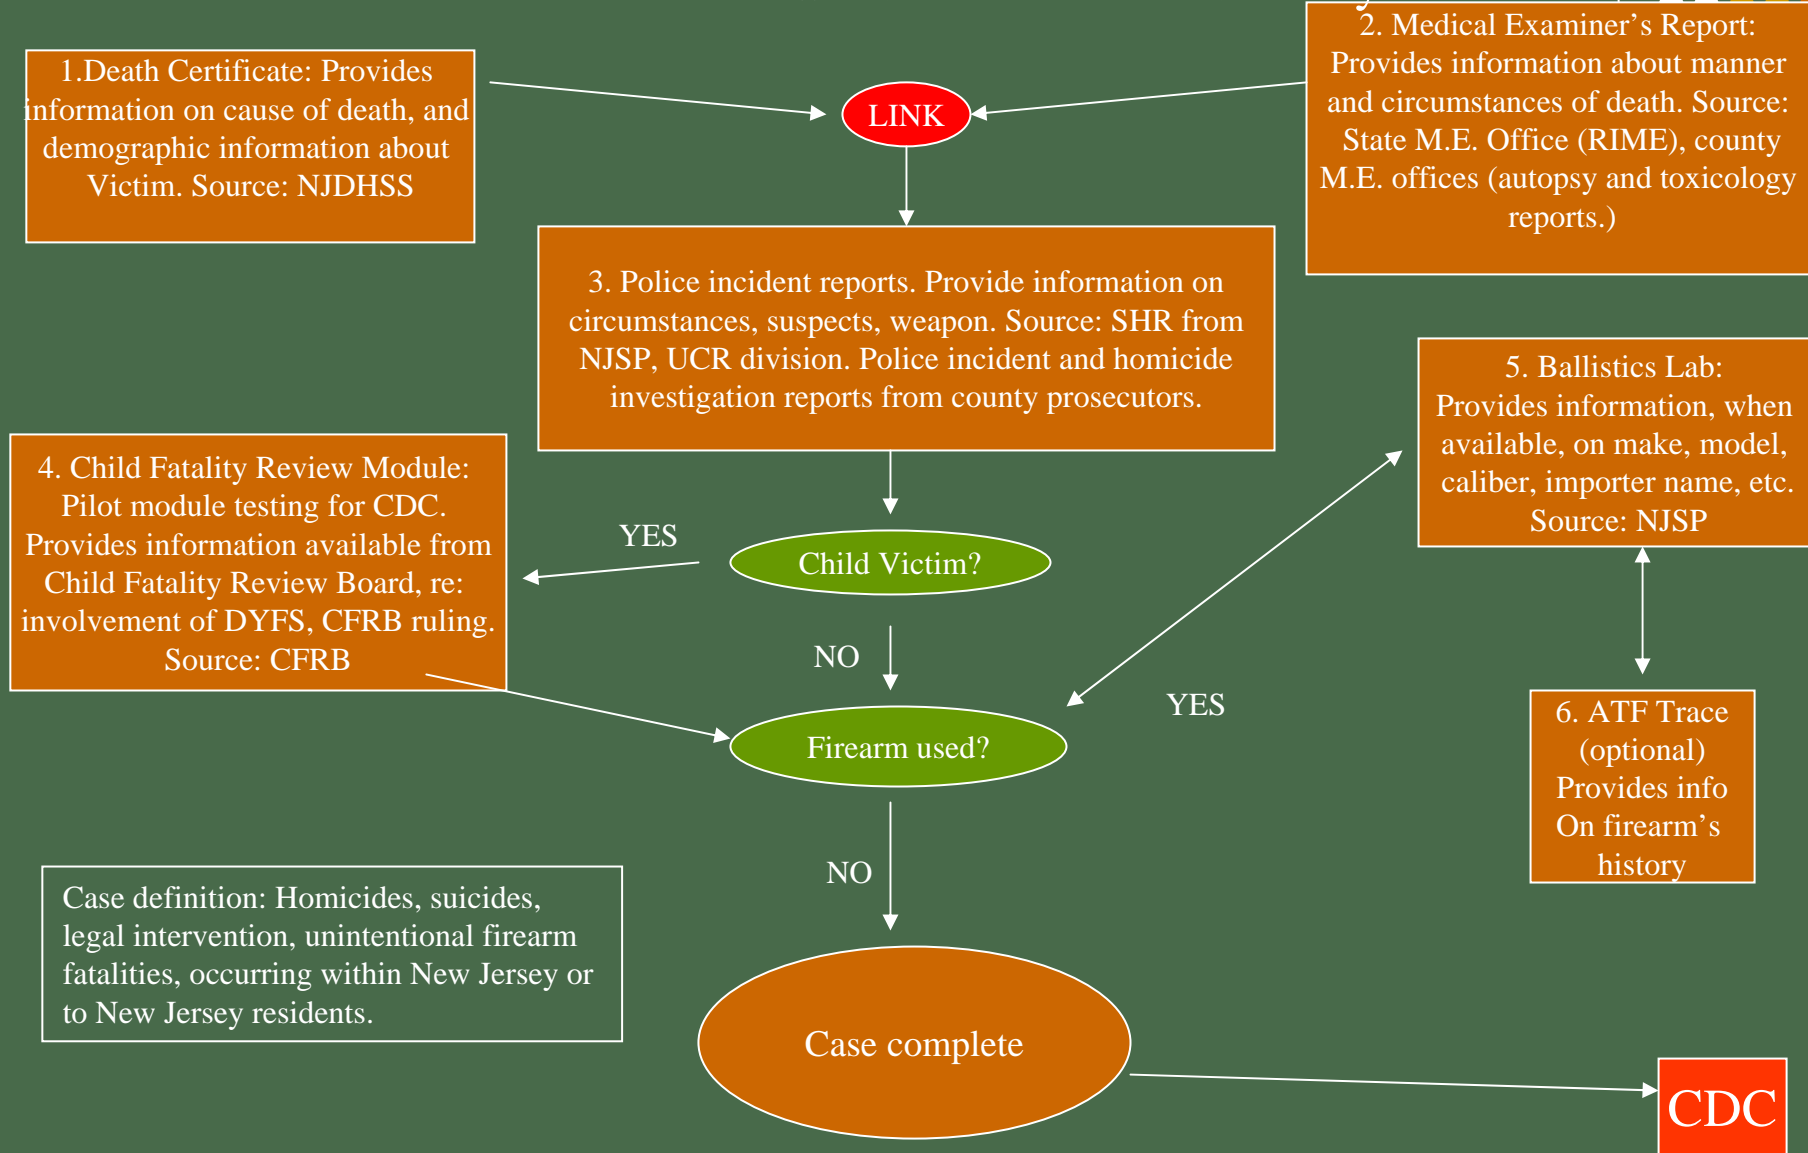 1.Death Certificate: Provides
information on cause of death, and
demographic information about
Victim. Source: NJDHSS
LINK
2. Medical Examiner’s Report:
Provides information about manner
and circumstances of death. Source:
State M.E. Office (RIME), county
M.E. offices (autopsy and toxicology
reports.)
3. Police incident reports. Provide information on
circumstances, suspects, weapon. Source: SHR from
NJSP, UCR division. Police incident and homicide
investigation reports from county prosecutors.
4. Child Fatality Review Module:
Pilot module testing for CDC.
Provides information available from
Child Fatality Review Board, re:
involvement of DYFS, CFRB ruling.
Source: CFRB
YES
Child Victim?
NO
5. Ballistics Lab:
Provides information, when
available, on make, model,
caliber, importer name, etc.
Source: NJSP
YES
Firearm used?
NO
6. ATF Trace
(optional)
Provides info
On firearm’s
history
Case definition: Homicides, suicides,
legal intervention, unintentional firearm
fatalities, occurring within New Jersey or
to New Jersey residents.
Case complete
CDC